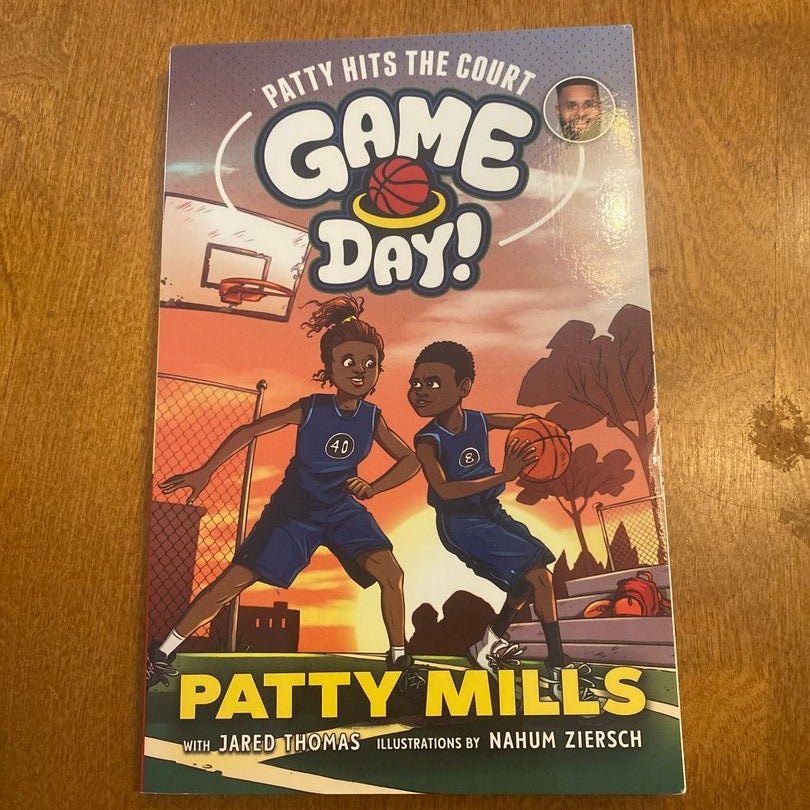 PATTY HITS THE COURT
GAME
DAY!
40
8
PATTY MILLS
WITH JARED THOMAS ILLUSTRATIONS BY NAHUM ZIERSCH